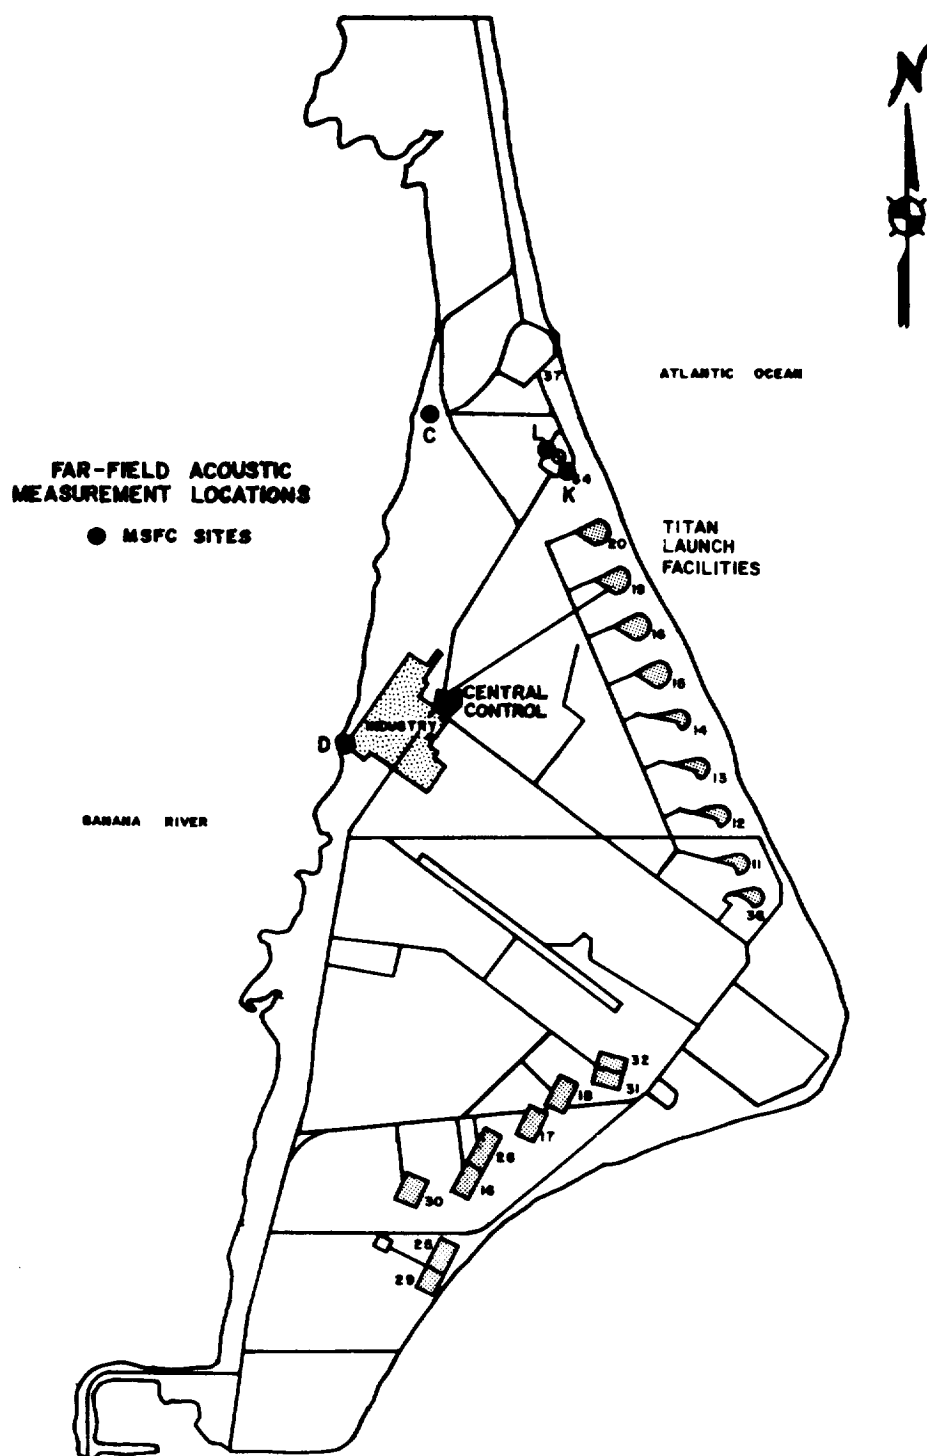 N
ATLANTIC OCEAN
37
C
L
34
K
FAR-FIELD ACOUSTIC
MEASUREMENT LOCATIONS
MSFC SITES
TITAN
LAUNCH
FACILITIES
20
19
16
15
14
13
12
11
36
CENTRAL
CONTROL
INDUSTRY
D
BANANA RIVER
32
31
18
17
26
16
30
25
29